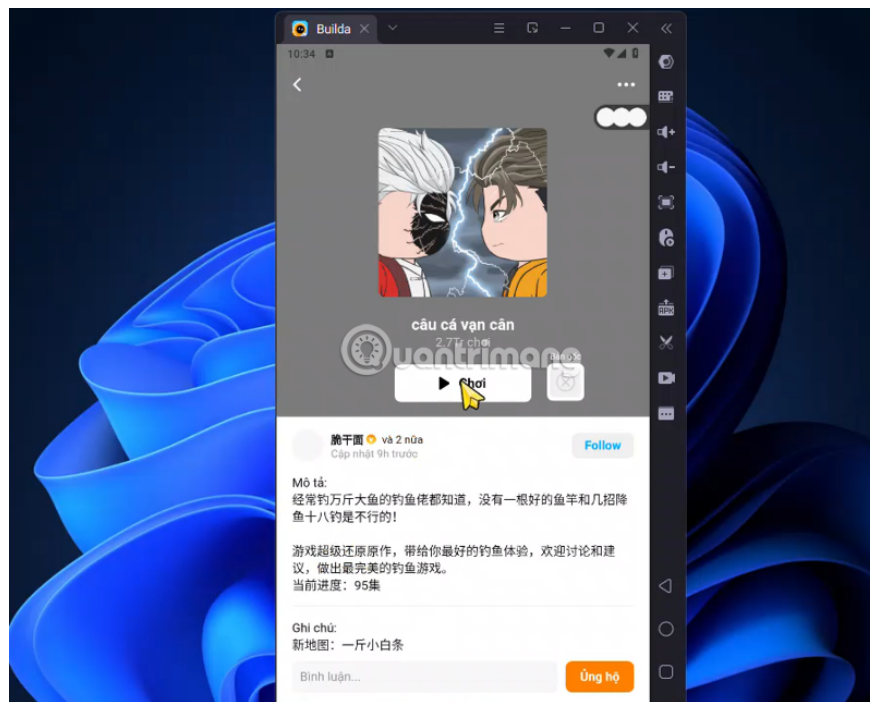 Builda
10:34
câu cá vạn cân
2.7Tr chơi
Quantrimang
Bản gốc
Chơi
脆干面 và 2 nữa
Cập nhật 9h trước
Follow
Mô tả:
经常钓万斤大鱼的钓鱼佬都知道，没有一根好的鱼竿和几招降
鱼十八钓是不行的！
游戏超级还原原作，带给你最好的钓鱼体验，欢迎讨论和建
议，做出最完美的钓鱼游戏。
当前进度：95集
Ghi chú:
新地图：一斤小白条
Bình luận...
Ủng hộ
APK